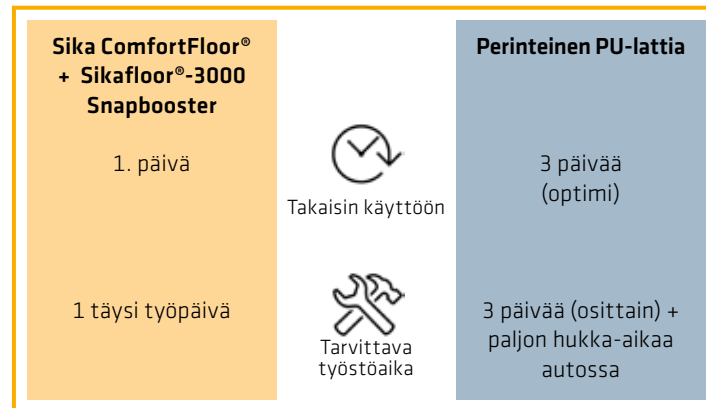 Sika ComfortFloor®
+ Sikafloor®-3000
Snapbooster
Perinteinen PU-lattia
1. päivä
Takaisin käyttöön
3 päivää
(optimi)
1 täysi työpäivä
Tarvittava
työstöaika
3 päivää (osittain) +
paljon hukka-aikaa
autossa